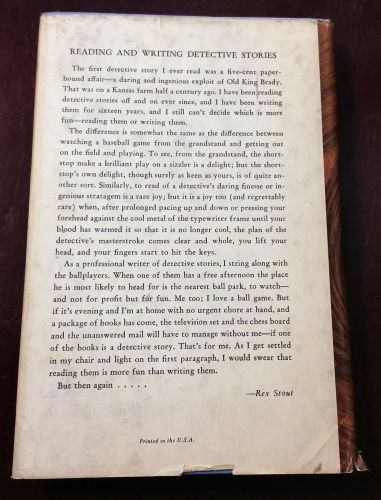 READING AND WRITING DETECTIVE STORIES
The first detective story I ever read was a five-cent paper-
bound affair—a daring and ingenious exploit of Old King Brady.
That was on a Kansas farm half a century ago. I have been reading
detective stories off and on ever since, and I have been writing
them for sixteen years, and I still can't decide which is more
fun—reading them or writing them.
The difference is somewhat the same as the difference between
watching a baseball game from the grandstand and getting out
on the field and playing. To see, from the grandstand, the short-
stop make a brilliant play on a sizzler is a delight; but the short-
stop's own delight, though surely as keen as yours, is of quite an-
other sort. Similarly, to read of a detective's daring finesse or in-
genious stratagem is a rare joy; but it is a joy too (and regrettably
rare) when, after prolonged pacing up and down or pressing your
forehead against the cool metal of the typewriter frame until your
blood has warmed it so that it is no longer cool, the plan of the
detective's masterstroke comes clear and whole, you lift your
head, and your fingers start to hit the keys.
As a professional writer of detective stories, I string along with
the ballplayers. When one of them has a free afternoon the place
he is most likely to head for is the nearest ball park, to watch—
and not for profit but for fun. Me too; I love a ball game. But
if it's evening and I'm at home with no urgent chore at hand, and
a package of books has come, the television set and the chess board
and the unanswered mail will have to manage without me—if one
of the books is a detective story. That's for me. As I get settled
in my chair and light on the first paragraph, I would swear that
reading them is more fun than writing them.
But then again . . . . .
—Rex Stout
Printed in the U.S.A.